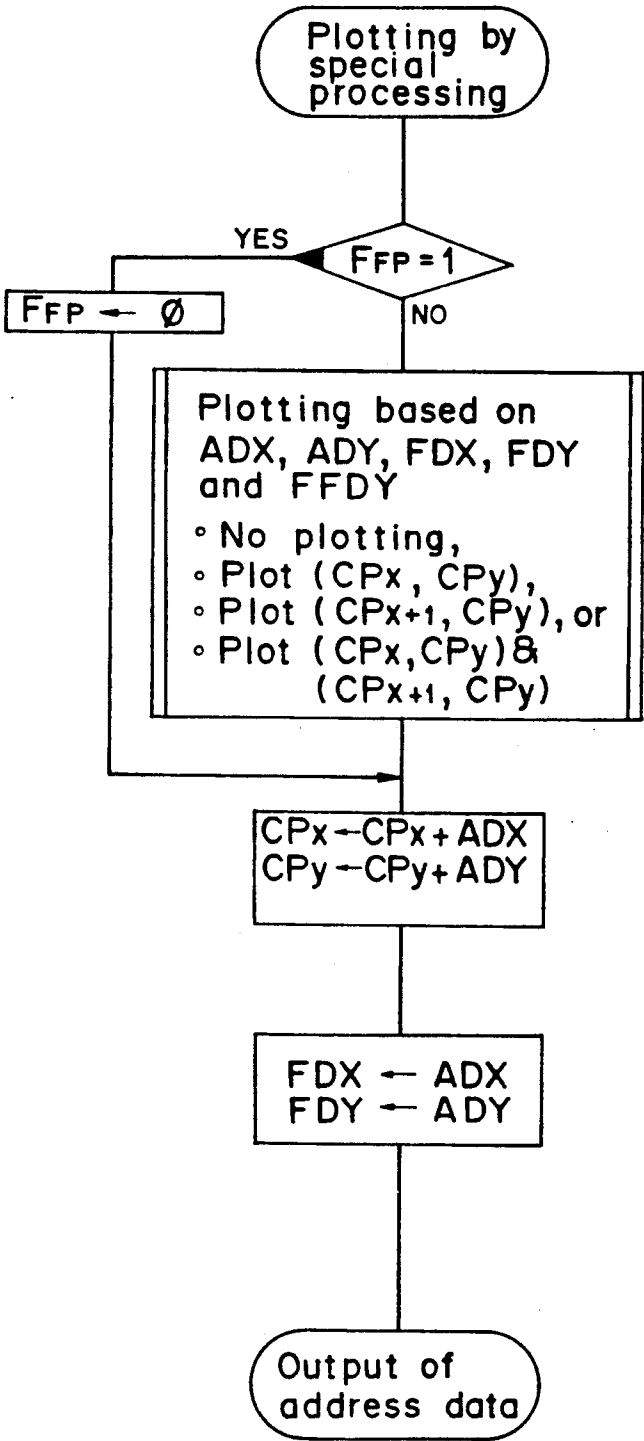 Plotting by
special
processing
YES
FFP = 1
NO
FFP ← Ø
Plotting based on
ADX, ADY, FDX, FDY
and FFDY
∘ No plotting,
∘ Plot (CPx, CPy),
∘ Plot (CPx+1, CPy), or
∘ Plot (CPx, CPy) &
(CPx+1, CPy)
CPx ← CPx + ADX
CPy ← CPy + ADY
FDX ← ADX
FDY ← ADY
Output of
address data